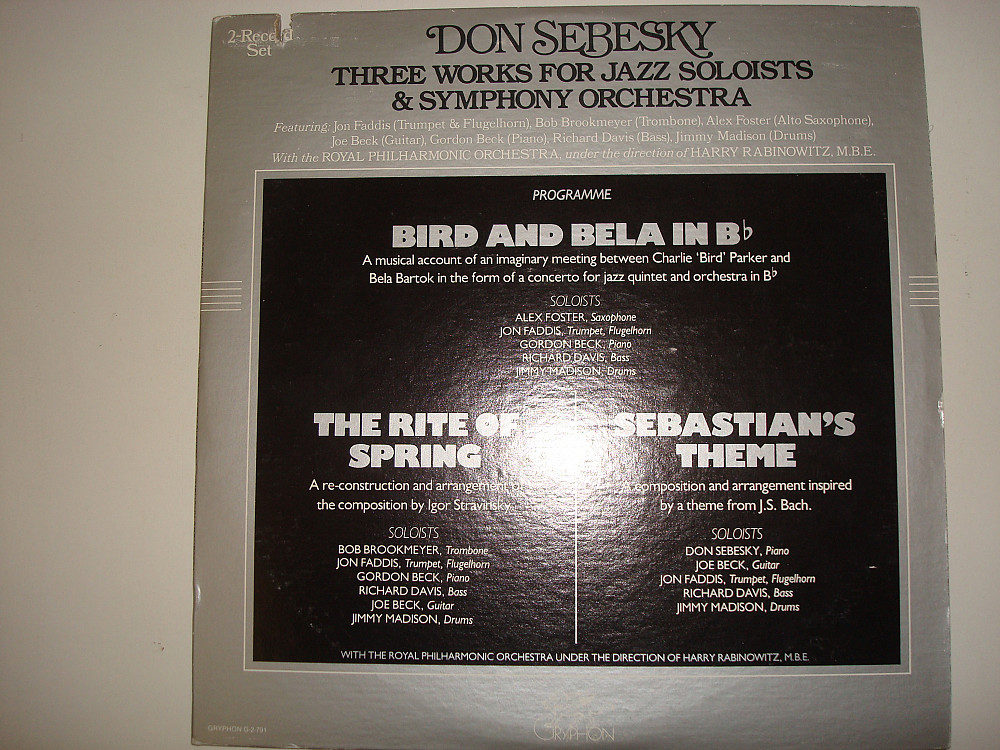 2-Record
Set
DON SEBESKY
THREE WORKS FOR JAZZ SOLOISTS
& SYMPHONY ORCHESTRA
Featuring: Jon Faddis (Trumpet & Flugelhorn), Bob Brookmeyer (Trombone), Alex Foster (Alto Saxophone),
Joe Beck (Guitar), Gordon Beck (Piano), Richard Davis (Bass), Jimmy Madison (Drums)
With the ROYAL PHILHARMONIC ORCHESTRA, under the direction of HARRY RABINOWITZ, M.B.E.
PROGRAMME
BIRD AND BELA IN B♭
A musical account of an imaginary meeting between Charlie 'Bird' Parker and
Bela Bartok in the form of a concerto for jazz quintet and orchestra in B♭
SOLOISTS
ALEX FOSTER, Saxophone
JON FADDIS, Trumpet, Flugelhorn
GORDON BECK, Piano
RICHARD DAVIS, Bass
JIMMY MADISON, Drums
THE RITE OF
SPRING
A re-construction and arrangement of
the composition by Igor Stravinsky.
SOLOISTS
BOB BROOKMEYER, Trombone
JON FADDIS, Trumpet, Flugelhorn
GORDON BECK, Piano
RICHARD DAVIS, Bass
JOE BECK, Guitar
JIMMY MADISON, Drums
SEBASTIAN'S
THEME
composition and arrangement inspired
by a theme from J.S. Bach.
SOLOISTS
DON SEBESKY, Piano
JOE BECK, Guitar
JON FADDIS, Trumpet, Flugelhorn
RICHARD DAVIS, Bass
JIMMY MADISON, Drums
WITH THE ROYAL PHILHARMONIC ORCHESTRA UNDER THE DIRECTION OF HARRY RABINOWITZ, M.B.E.
GRYPHON G-2-791
GRYPHON